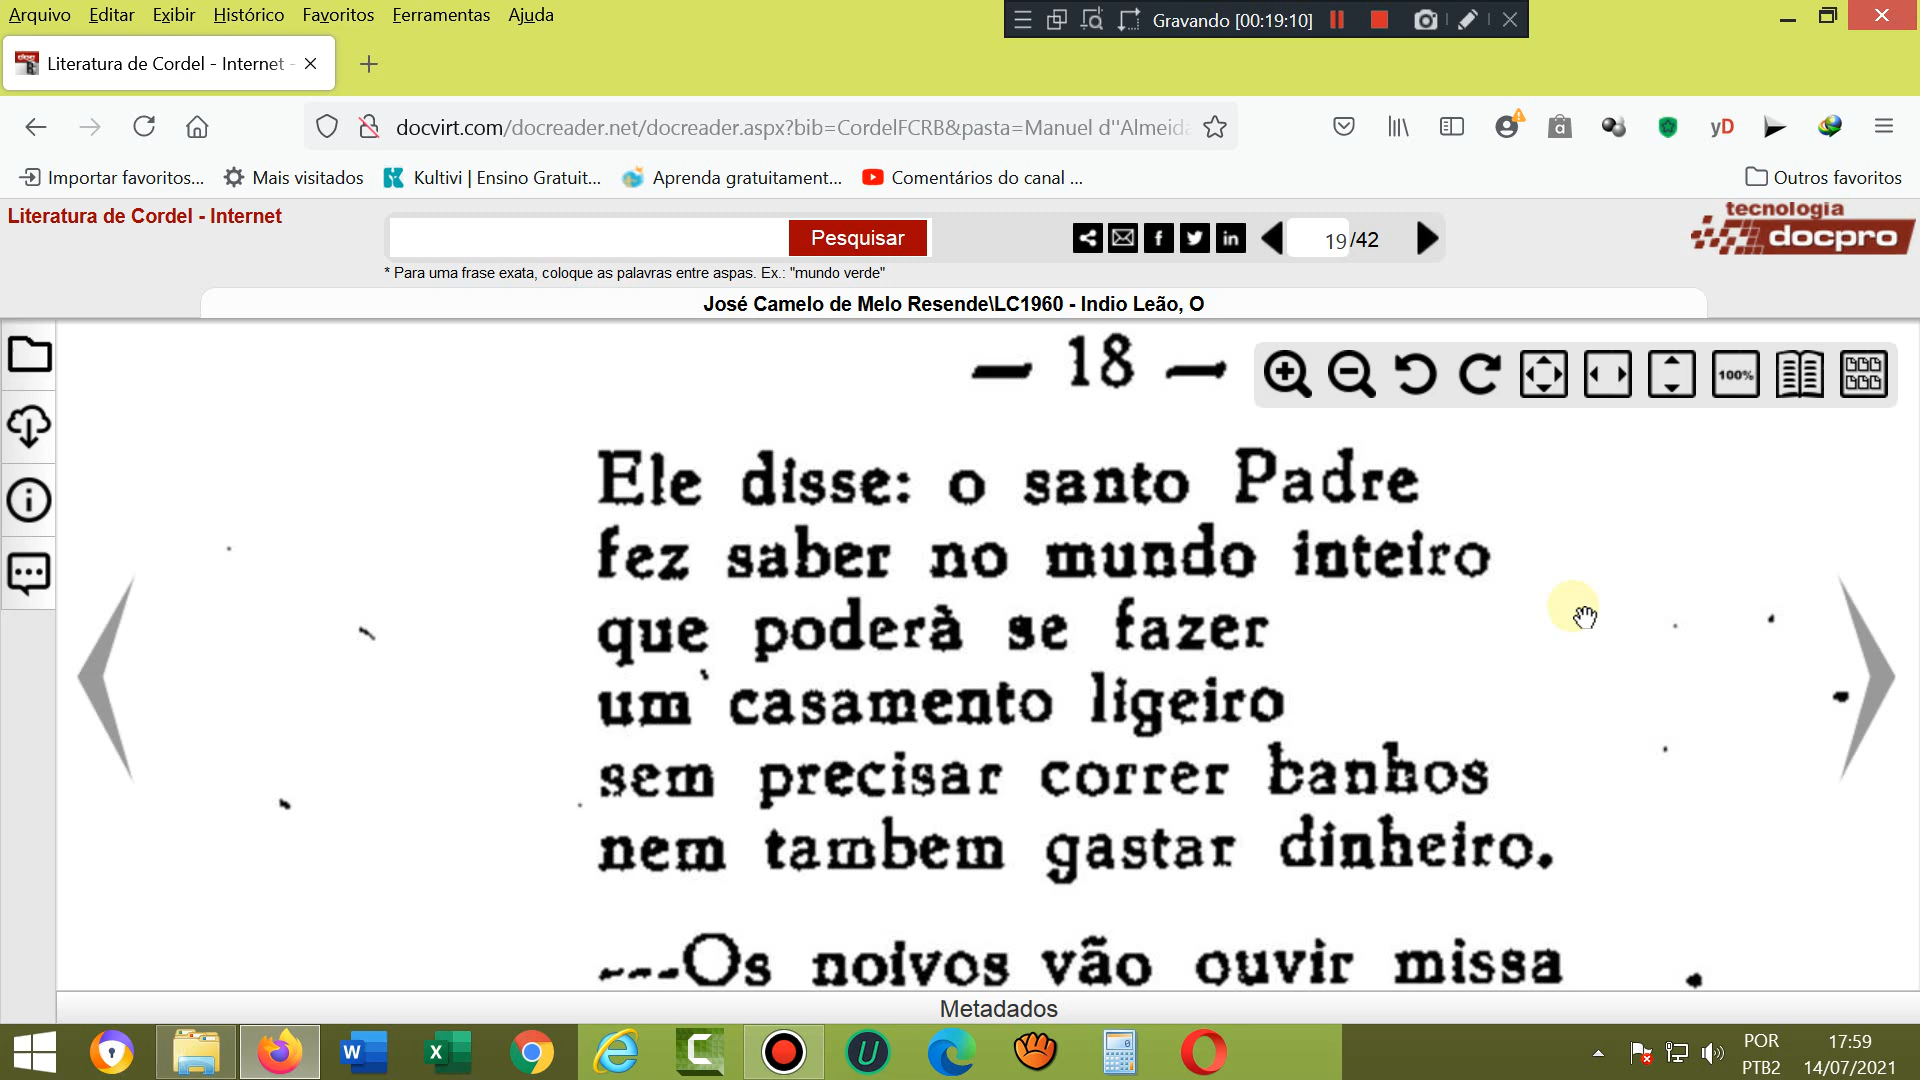 Arquivo Editar Exibir Histórico Favoritos Ferramentas Ajuda
Gravando [00:19:10]
Literatura de Cordel - Internet -
docvirt.com/docreader.net/docreader.aspx?bib=CordelFCRB&pasta=Manuel d''Almeida
Importar favoritos... Mais visitados Kultivi | Ensino Gratuit... Aprenda gratuitament... Comentários do canal ... Outros favoritos
Literatura de Cordel - Internet
Pesquisar
19 /42
tecnologia
docpro
* Para uma frase exata, coloque as palavras entre aspas. Ex.: "mundo verde"
José Camelo de Melo Resende\LC1960 - Indio Leão, O
— 18 —
100%
Ele disse: o santo Padre
fez saber no mundo inteiro
que poderà se fazer
um casamento ligeiro
sem precisar correr banhos
nem tambem gastar dinheiro.
---Os noivos vão ouvir missa
Metadados
POR
PTB2
17:59
14/07/2021